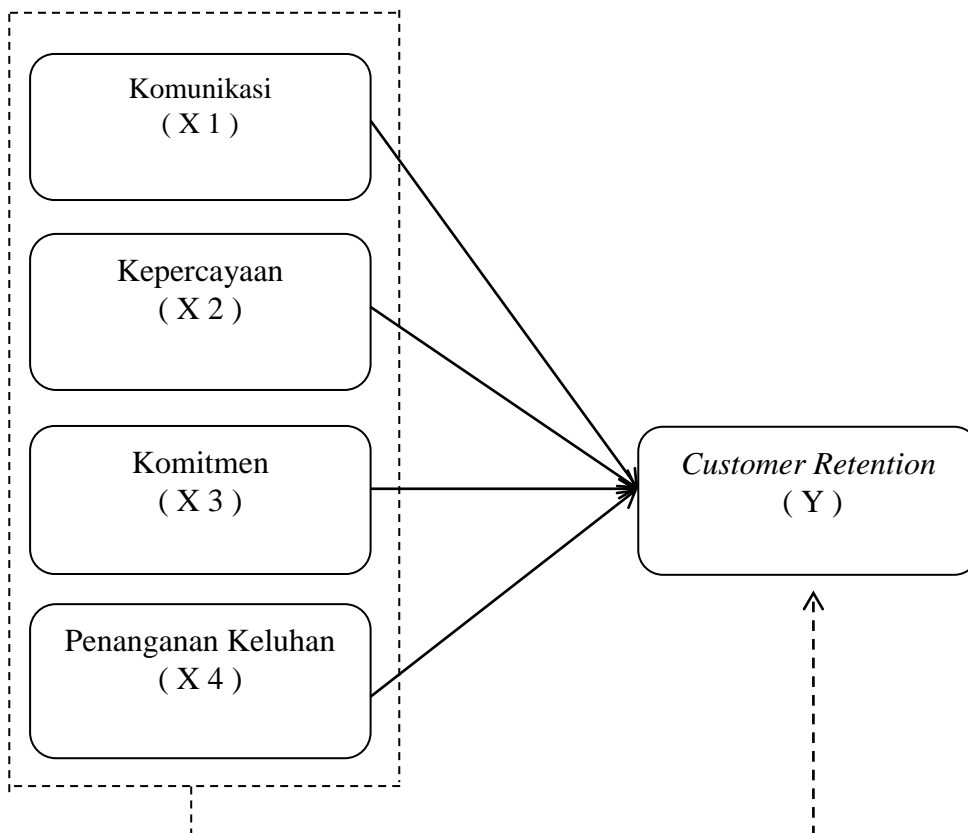 Komunikasi
( X 1 )
Kepercayaan
( X 2 )
Komitmen
( X 3 )
Penanganan Keluhan
( X 4 )
Customer Retention
( Y )